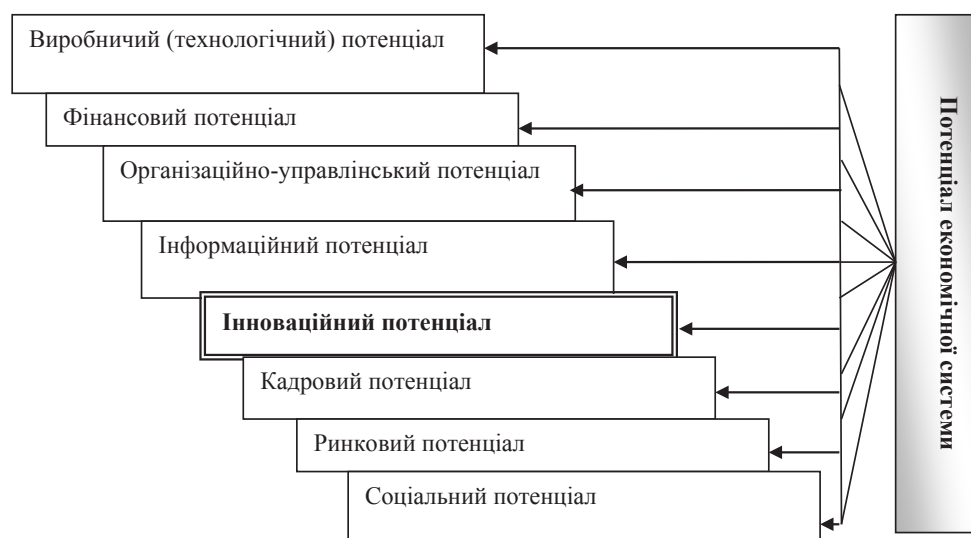 Виробничий (технологічний) потенціал
Фінансовий потенціал
Організаційно-управлінський потенціал
Інформаційний потенціал
Інноваційний потенціал
Кадровий потенціал
Ринковий потенціал
Соціальний потенціал
Потенціал економічної системи